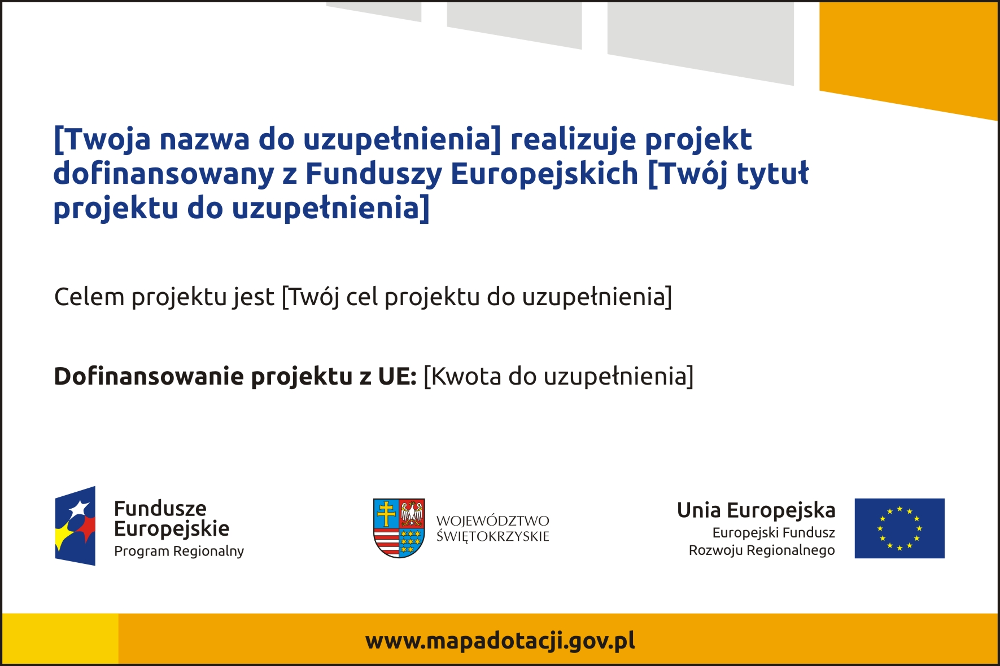 [Twoja nazwa do uzupełnienia] realizuje projekt
dofinansowany z Funduszy Europejskich [Twój tytuł
projektu do uzupełnienia]
Celem projektu jest [Twój cel projektu do uzupełnienia]
Dofinansowanie projektu z UE: [Kwota do uzupełnienia]
Fundusze
Europejskie
Program Regionalny
WOJEWÓDZTWO
ŚWIĘTOKRZYSKIE
Unia Europejska
Europejski Fundusz
Rozwoju Regionalnego
www.mapadotacji.gov.pl